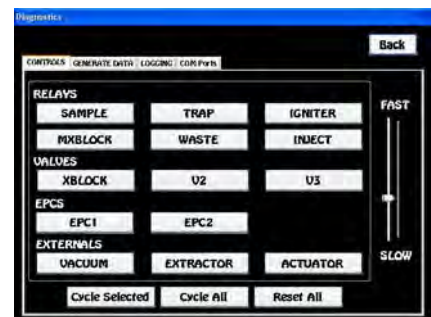 Diagnostics
Back
CONTROLS GENERATE DATA LOGGING COM Ports
RELAYS
SAMPLE TRAP IGNITER
MXBLOCK WASTE INJECT
VALVES
XBLOCK V2 V3
EPCS
EPC1 EPC2
EXTERNALS
VACUUM EXTRACTOR ACTUATOR
FAST
SLOW
Cycle Selected Cycle All Reset All